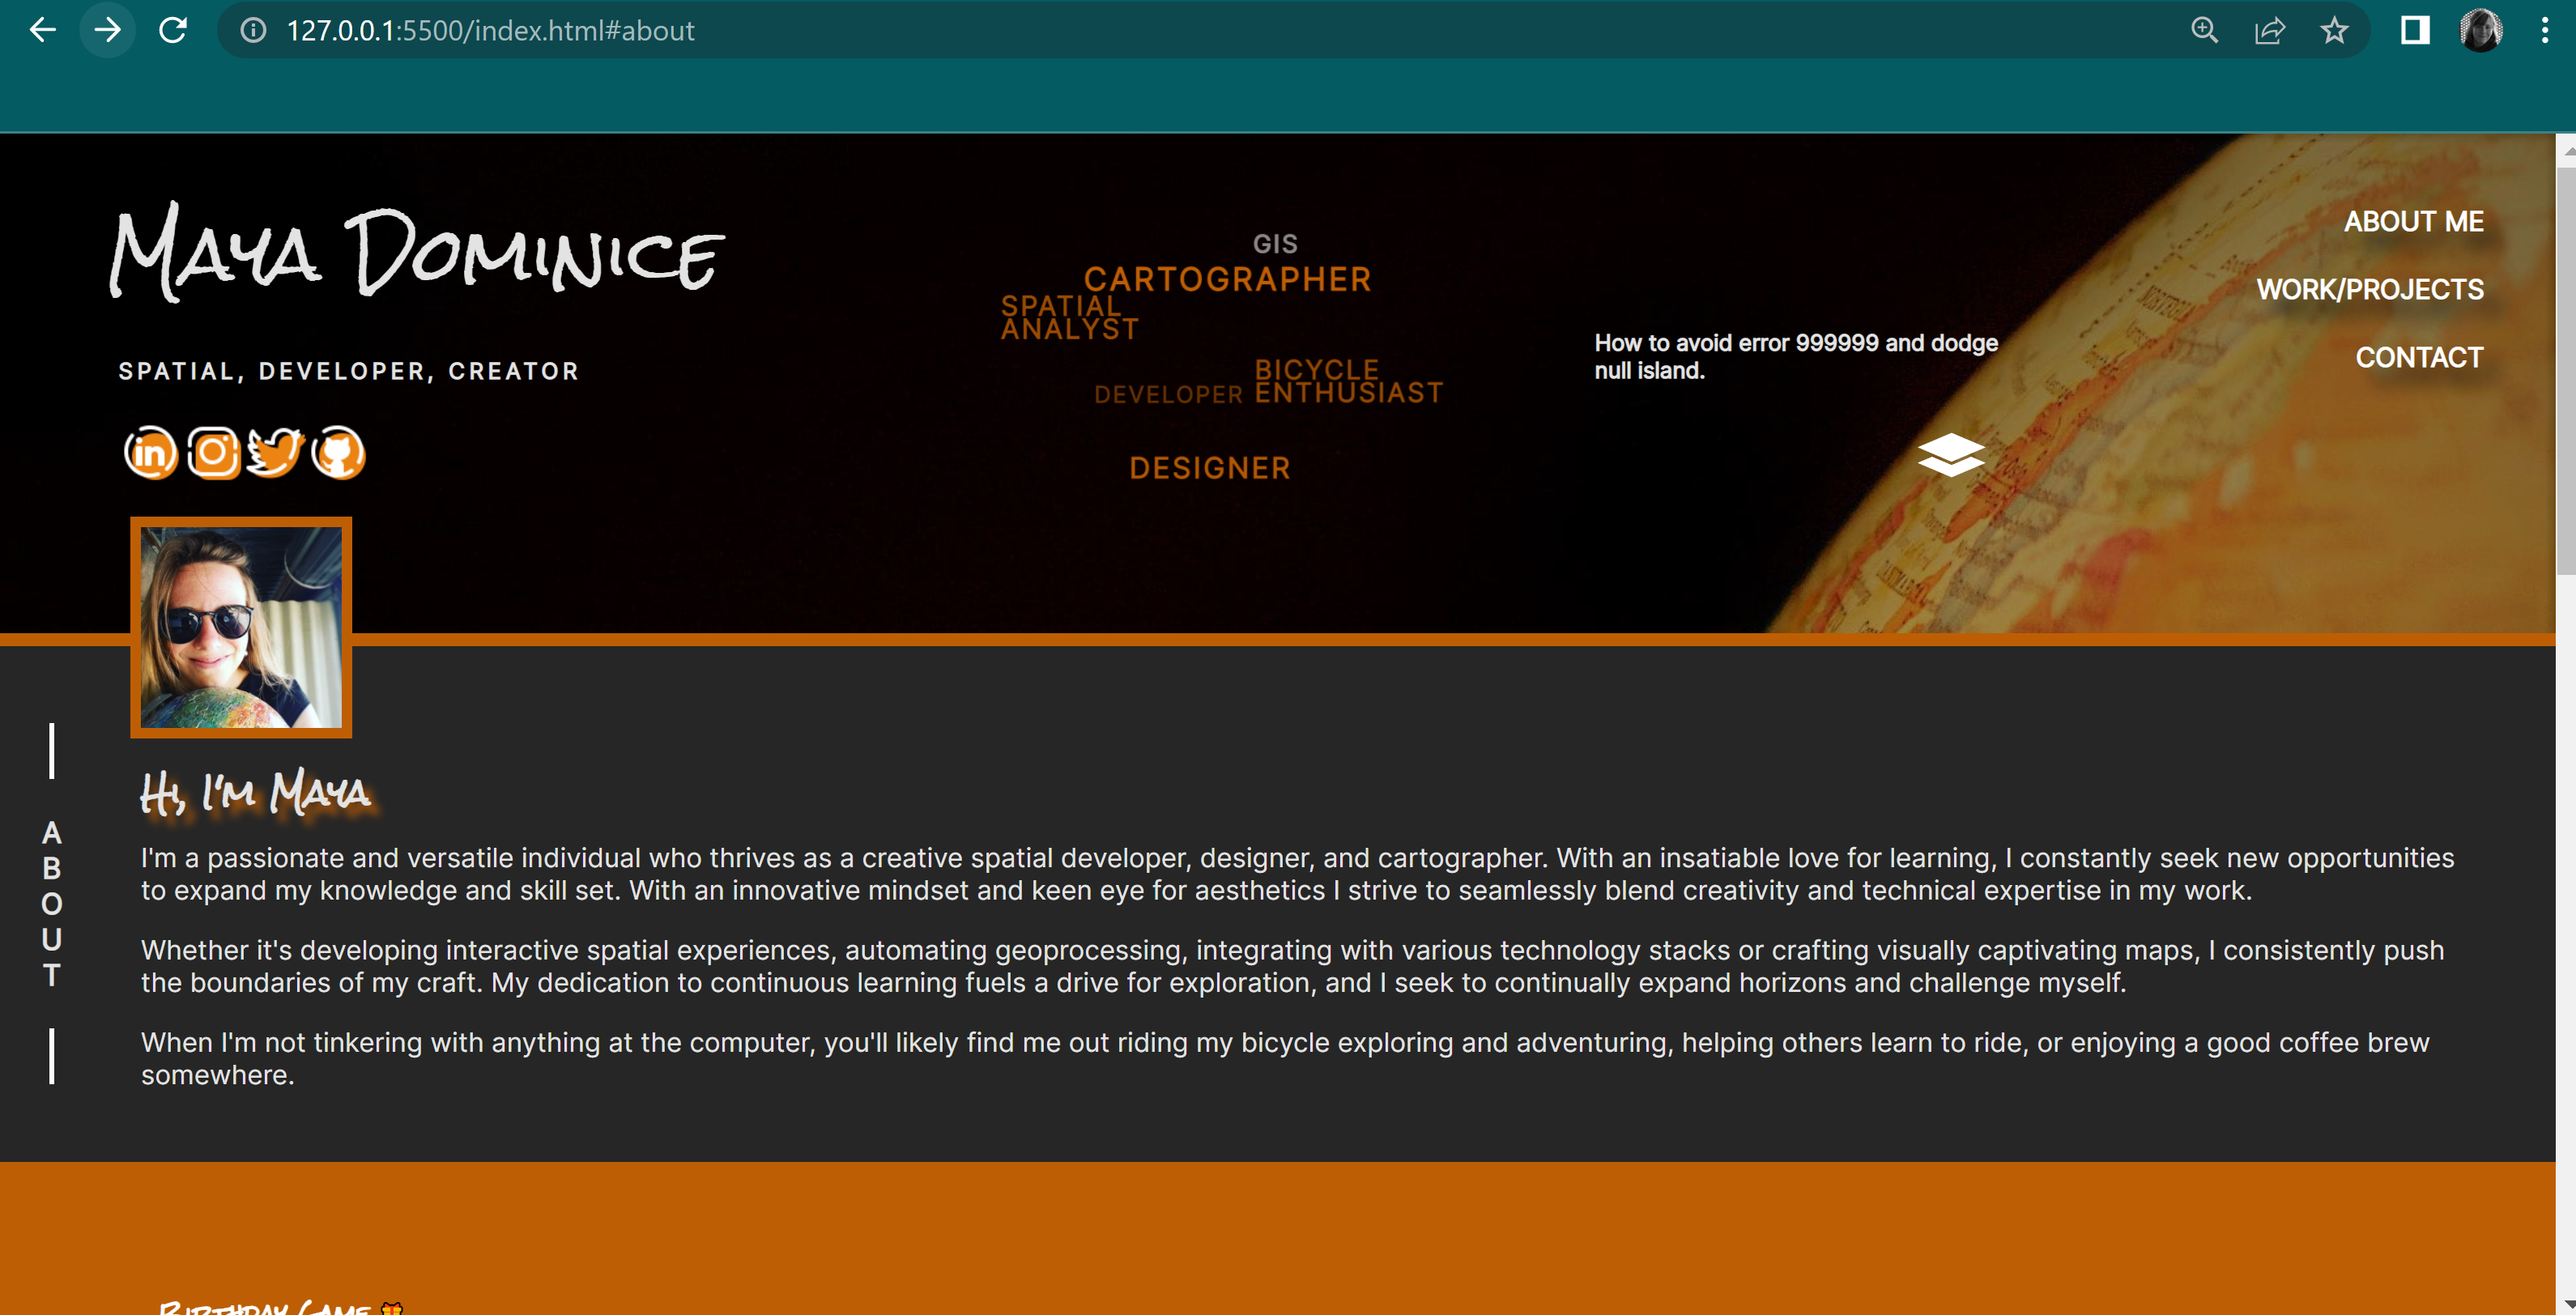 127.0.0.1:5500/index.html#about
Maya Dominice
SPATIAL, DEVELOPER, CREATOR
in
GIS
CARTOGRAPHER
SPATIAL
ANALYST
DEVELOPER
BICYCLE
ENTHUSIAST
DESIGNER
How to avoid error 999999 and dodge
null island.
ABOUT ME
WORK/PROJECTS
CONTACT
ABOUT
Hi, I'm Maya
I'm a passionate and versatile individual who thrives as a creative spatial developer, designer, and cartographer. With an insatiable love for learning, I constantly seek new opportunities
to expand my knowledge and skill set. With an innovative mindset and keen eye for aesthetics I strive to seamlessly blend creativity and technical expertise in my work.
Whether it's developing interactive spatial experiences, automating geoprocessing, integrating with various technology stacks or crafting visually captivating maps, I consistently push
the boundaries of my craft. My dedication to continuous learning fuels a drive for exploration, and I seek to continually expand horizons and challenge myself.
When I'm not tinkering with anything at the computer, you'll likely find me out riding my bicycle exploring and adventuring, helping others learn to ride, or enjoying a good coffee brew
somewhere.
Birthday Game 🎁